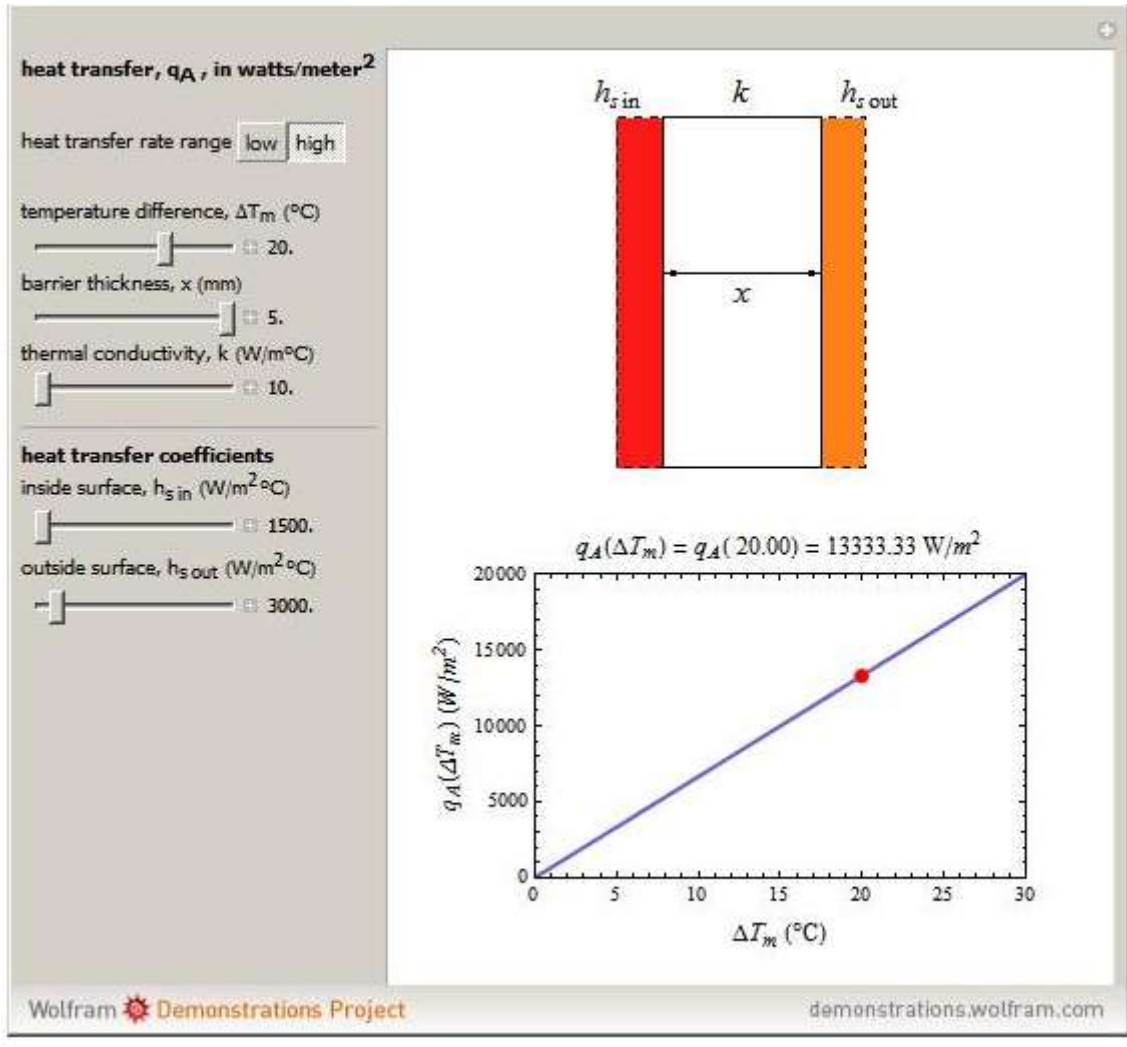 heat transfer, qA , in watts/meter2
heat transfer rate range low high
temperature difference, ΔTm (°C)
20.
barrier thickness, x (mm)
5.
thermal conductivity, k (W/m°C)
10.
heat transfer coefficients
inside surface, hs in (W/m2°C)
1500.
outside surface, hs out (W/m2°C)
3000.
hs in k hs out
x
qA(ΔTm) = qA( 20.00) = 13333.33 W/m2
qA(ΔTm) (W/m2)
20000
15000
10000
5000
0
0 5 10 15 20 25 30
ΔTm (°C)
Wolfram Demonstrations Project
demonstrations.wolfram.com